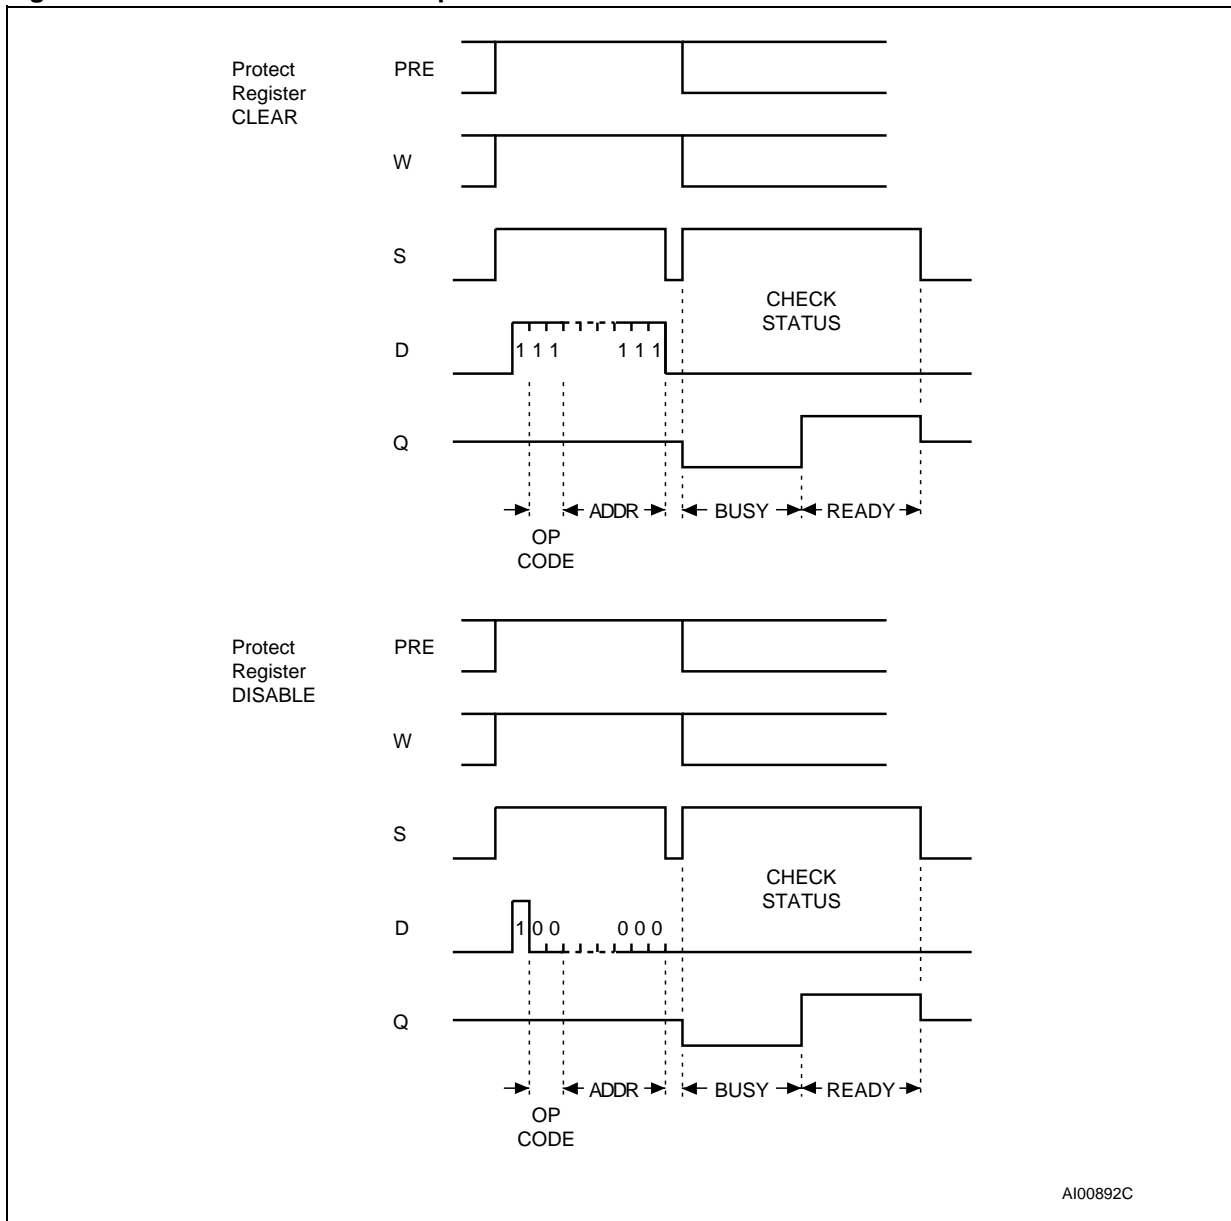 Protect
Register
CLEAR
PRE
W
S
CHECK
STATUS
D
1 1 1
1 1 1
Q
ADDR
BUSY
READY
OP
CODE
Protect
Register
DISABLE
PRE
W
S
CHECK
STATUS
D
1 0 0
0 0 0
Q
ADDR
BUSY
READY
OP
CODE
AI00892C